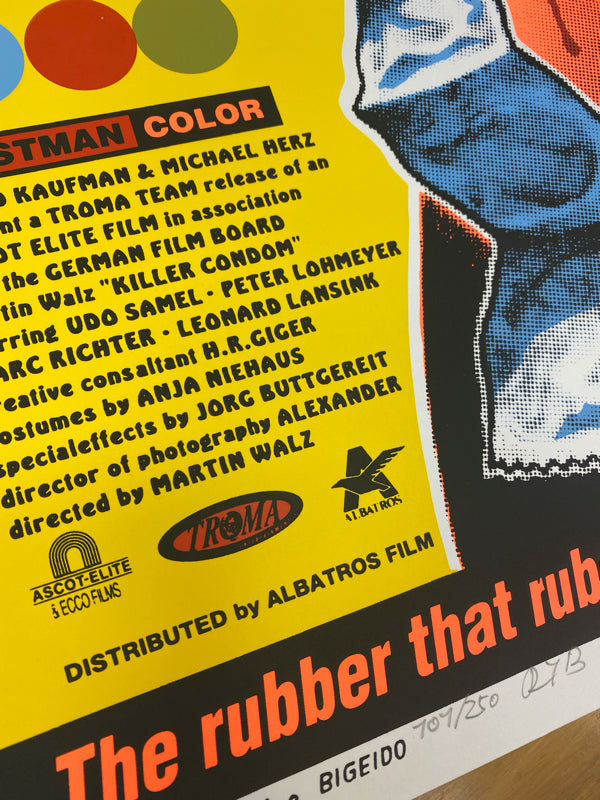 STMAN COLOR
KAUFMAN & MICHAEL HERZ
nt a TROMA TEAM release of an
OT ELITE FILM in association
the GERMAN FILM BOARD
tin Walz "KILLER CONDOM"
rring UDO SAMEL · PETER LOHMEYER
ARC RICHTER · LEONARD LANSINK
reative consaltant H.R.GIGER
ostumes by ANJA NIEHAUS
specialeffects by JORG BUTTGEREIT
director of photography ALEXANDER
directed by MARTIN WALZ
ASCOT-ELITE
& ECCO FILMS
TROMA
ALBATROS
DISTRIBUTED by ALBATROS FILM
The rubber that rub
BIGEIDO
/250